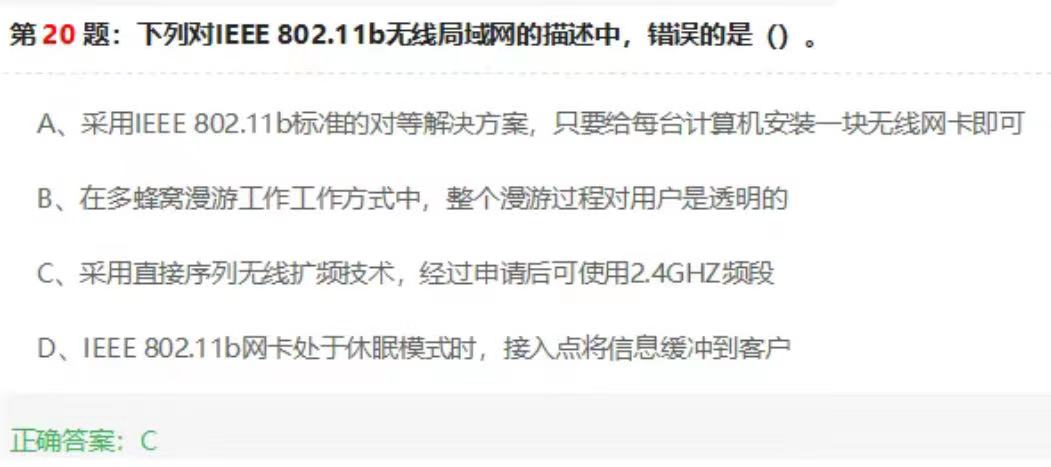 第 20 题：下列对IEEE 802.11b无线局域网的描述中，错误的是（）。
A、采用IEEE 802.11b标准的对等解决方案，只要给每台计算机安装一块无线网卡即可
B、在多蜂窝漫游工作工作方式中，整个漫游过程对用户是透明的
C、采用直接序列无线扩频技术，经过申请后可使用2.4GHZ频段
D、IEEE 802.11b网卡处于休眠模式时，接入点将信息缓冲到客户
正确答案：C